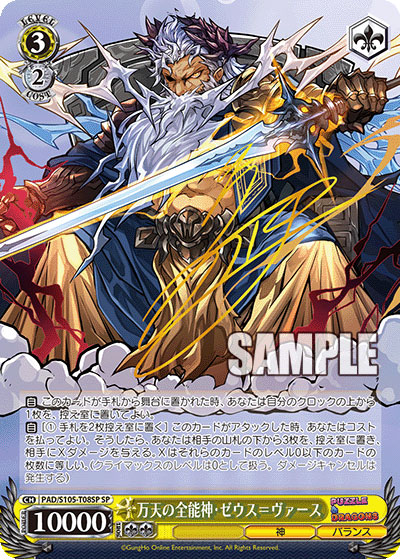 LEVEL
3
2
COST
SAMPLE
自 このカードが手札から舞台に置かれた時、あなたは自分のクロックの上から
1枚を、控え室に置いてよい。
自 [① 手札を2枚控え室に置く] このカードがアタックした時、あなたはコスト
を払ってよい。そうしたら、あなたは相手の山札の下から3枚を、控え室に置き、
相手にXダメージを与える。Xはそれらのカードのレベル0以下のカードの
枚数に等しい。(クライマックスのレベルは0として扱う。ダメージキャンセルは
発生する)
CH PAD/S105-T08SP SP
POWER
10000
SOUL
万天の全能神・ゼウス=ヴァース
神
バランス
PUZZLE & DRAGONS
©GungHo Online Entertainment, Inc. All Rights Reserved.